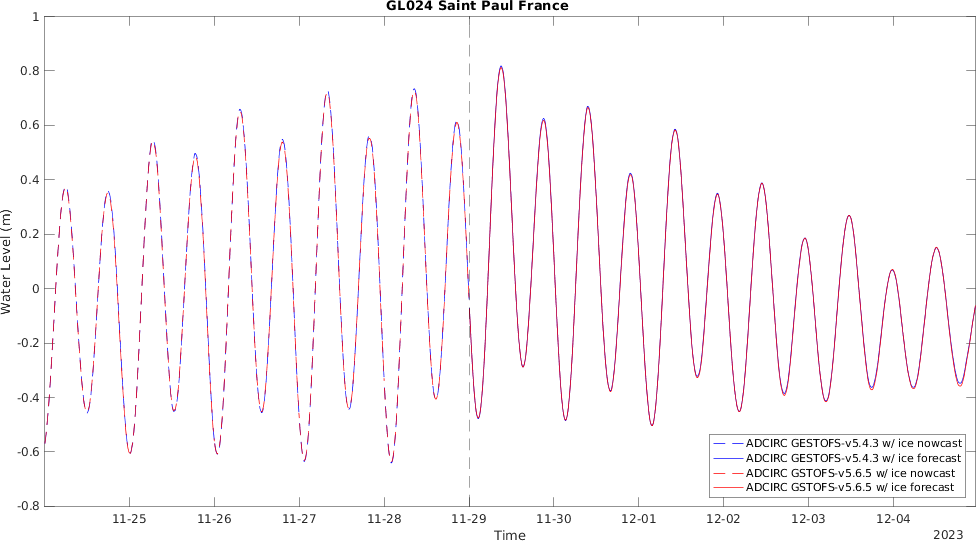 GL024 Saint Paul France
1
0.8
0.6
0.4
0.2
0
-0.2
-0.4
-0.6
-0.8
Water Level (m)
ADCIRC GESTOFS-v5.4.3 w/ ice nowcast
ADCIRC GESTOFS-v5.4.3 w/ ice forecast
ADCIRC GSTOFS-v5.6.5 w/ ice nowcast
ADCIRC GSTOFS-v5.6.5 w/ ice forecast
11-25 11-26 11-27 11-28 11-29 11-30 12-01 12-02 12-03 12-04
Time
2023